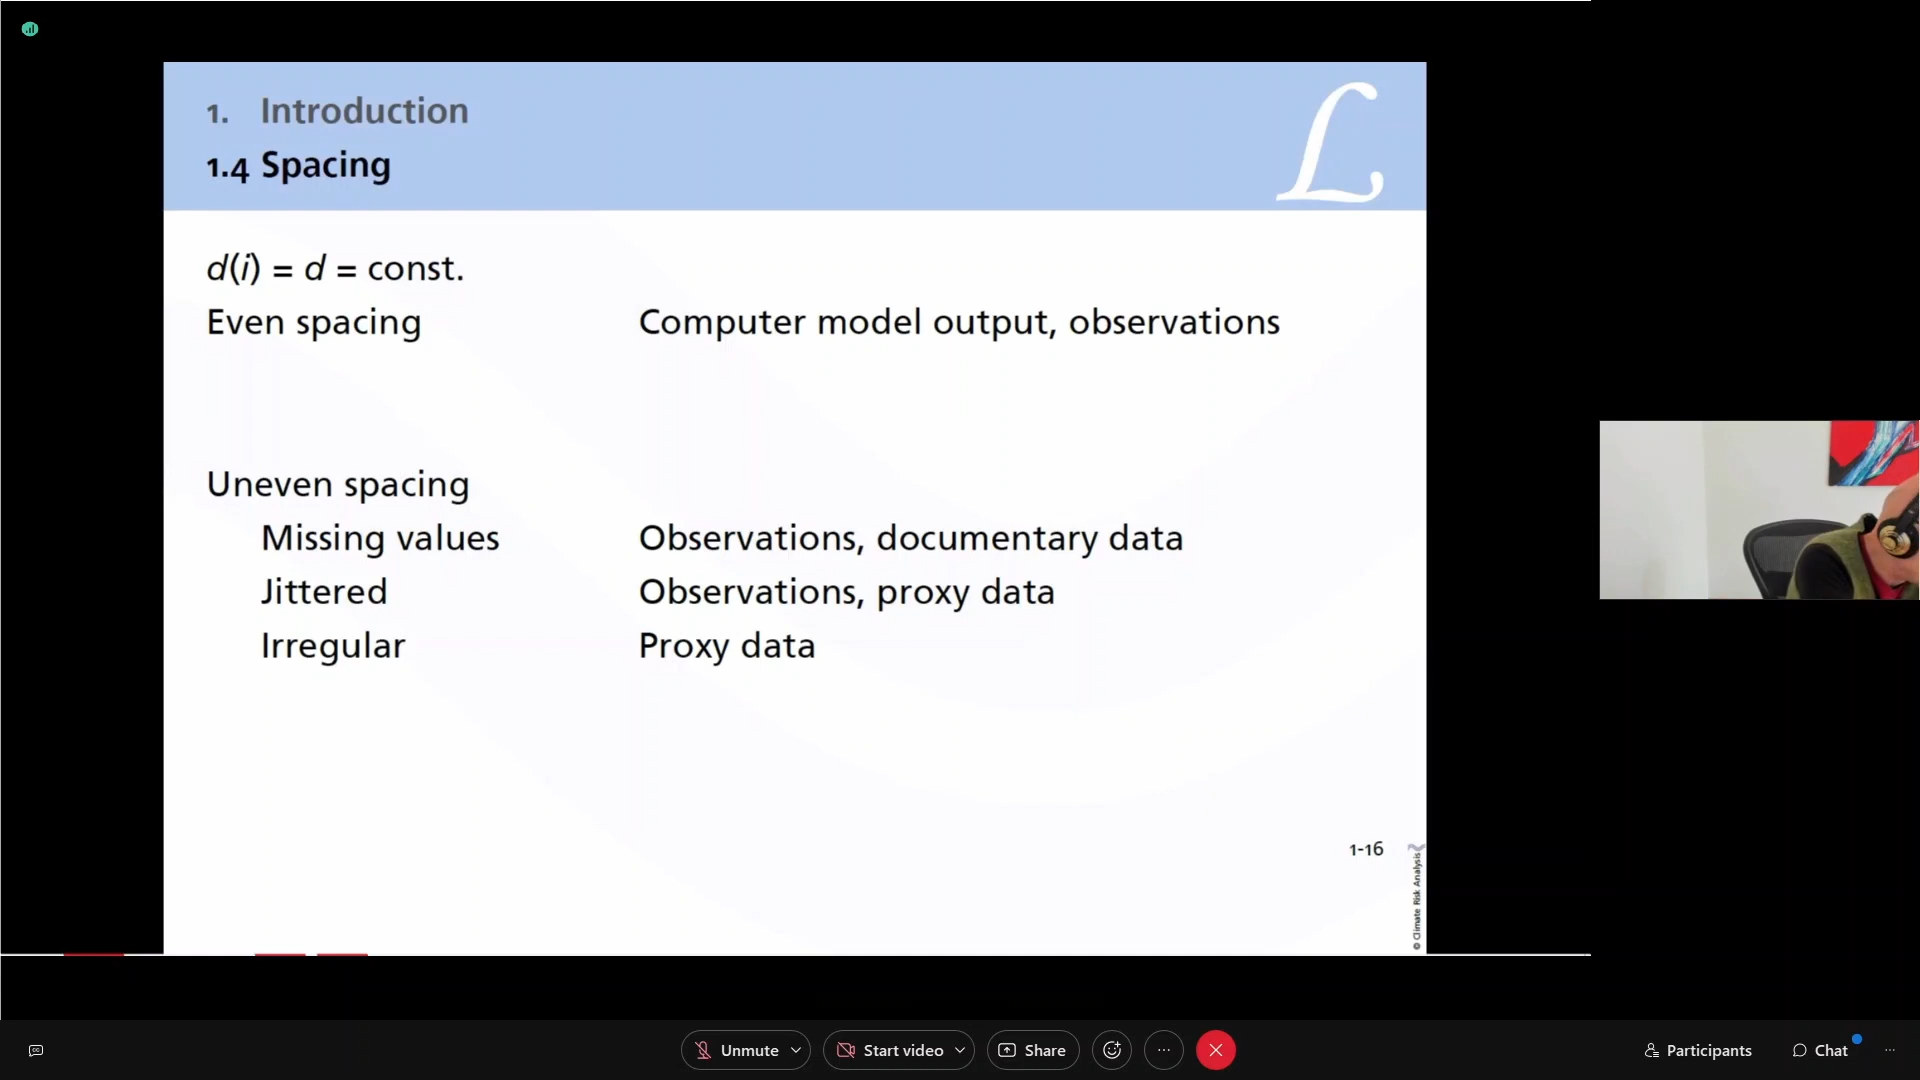 1. Introduction
1.4 Spacing
ℒ
d(i) = d = const.
Even spacing Computer model output, observations
Uneven spacing
Missing values Observations, documentary data
Jittered Observations, proxy data
Irregular Proxy data
1-16
© Climate Risk Analysis
Unmute
Start video
Share
Participants
Chat